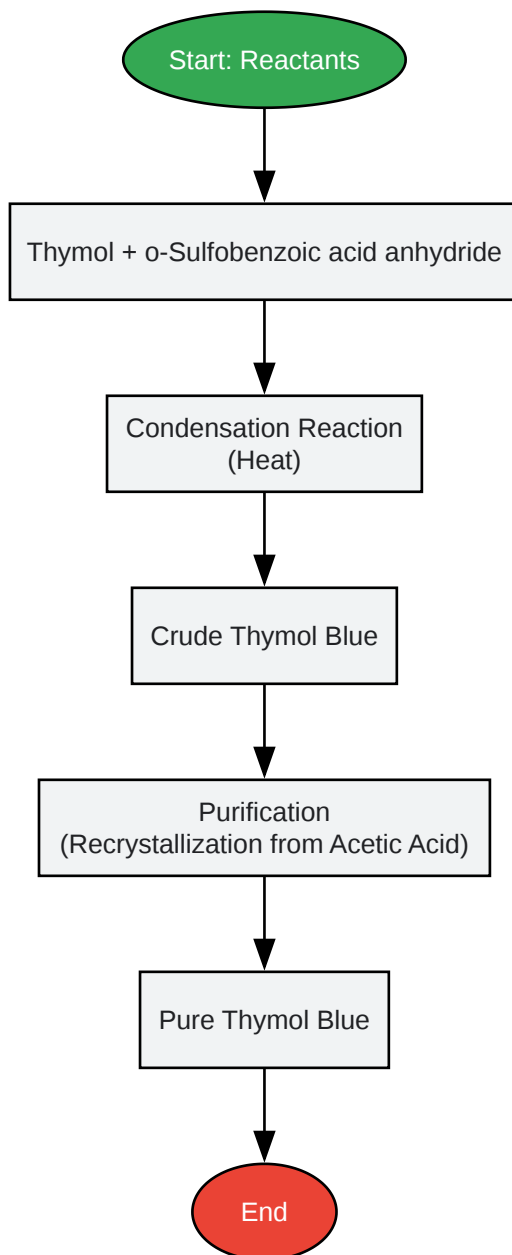 Start: Reactants
Thymol + o-Sulfobenzoic acid anhydride
Condensation Reaction
(Heat)
Crude Thymol Blue
Purification
(Recrystallization from Acetic Acid)
Pure Thymol Blue
End